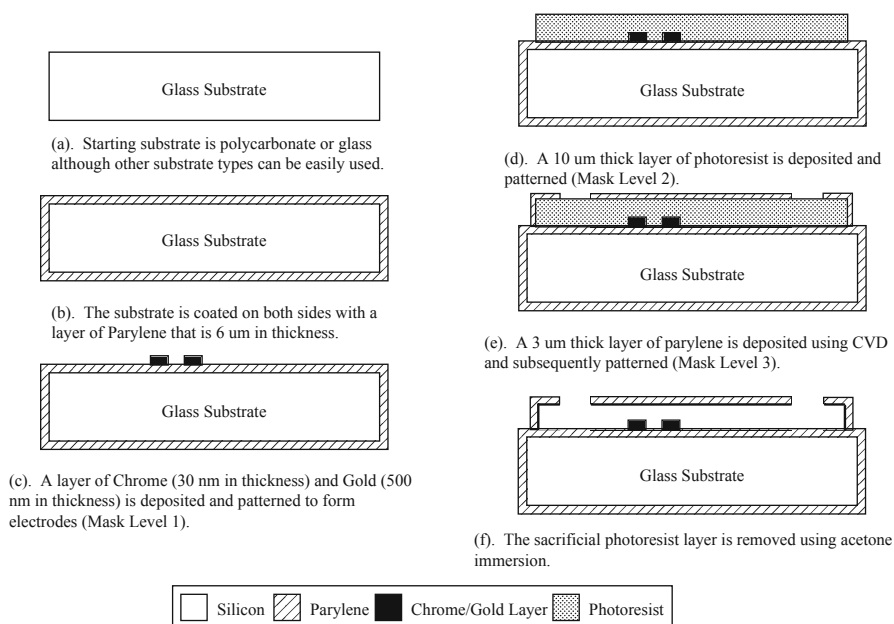 Glass Substrate
(a). Starting substrate is polycarbonate or glass
although other substrate types can be easily used.
Glass Substrate
(b). The substrate is coated on both sides with a
layer of Parylene that is 6 um in thickness.
Glass Substrate
(c). A layer of Chrome (30 nm in thickness) and Gold (500
nm in thickness) is deposited and patterned to form
electrodes (Mask Level 1).
Glass Substrate
(d). A 10 um thick layer of photoresist is deposited and
patterned (Mask Level 2).
Glass Substrate
(e). A 3 um thick layer of parylene is deposited using CVD
and subsequently patterned (Mask Level 3).
Glass Substrate
(f). The sacrificial photoresist layer is removed using acetone
immersion.
Silicon Parylene Chrome/Gold Layer Photoresist